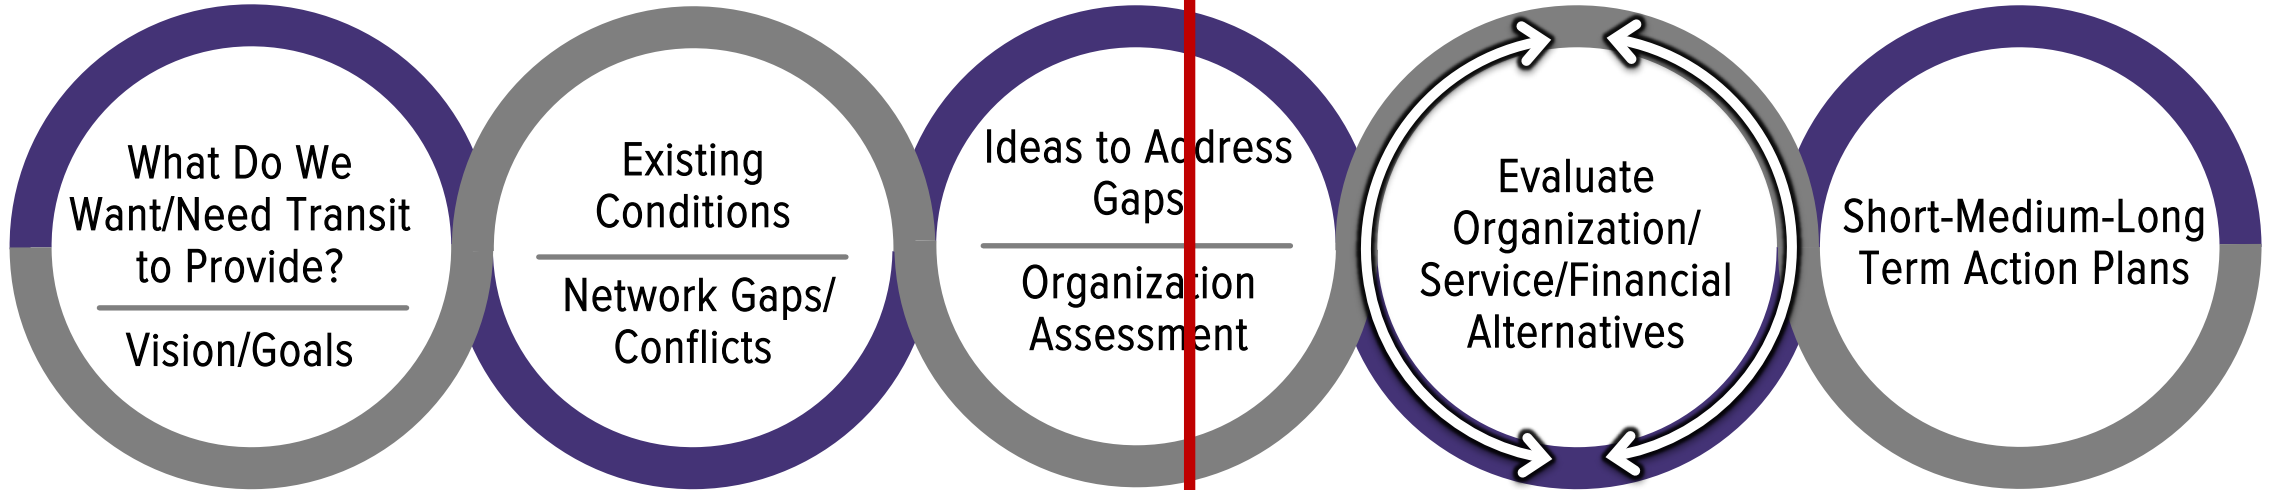 What Do We
Want/Need Transit
to Provide?
Vision/Goals
Existing
Conditions
Network Gaps/
Conflicts
Ideas to Address
Gaps
Organization
Assessment
Evaluate
Organization/
Service/Financial
Alternatives
Short-Medium-Long
Term Action Plans